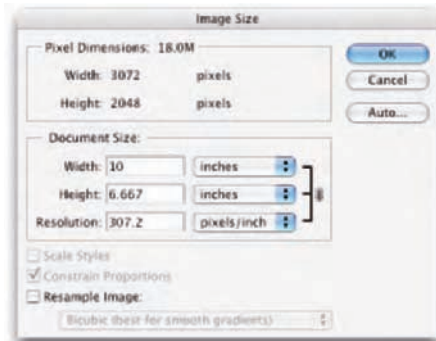 Image Size
Pixel Dimensions: 18.0M
Width: 3072 pixels
Height: 2048 pixels
OK
Cancel
Auto...
Document Size:
Width: 10 inches
Height: 6.667 inches
Resolution: 307.2 pixels/inch
Scale Styles
Constrain Proportions
Resample Image:
Bicubic (best for smooth gradients)